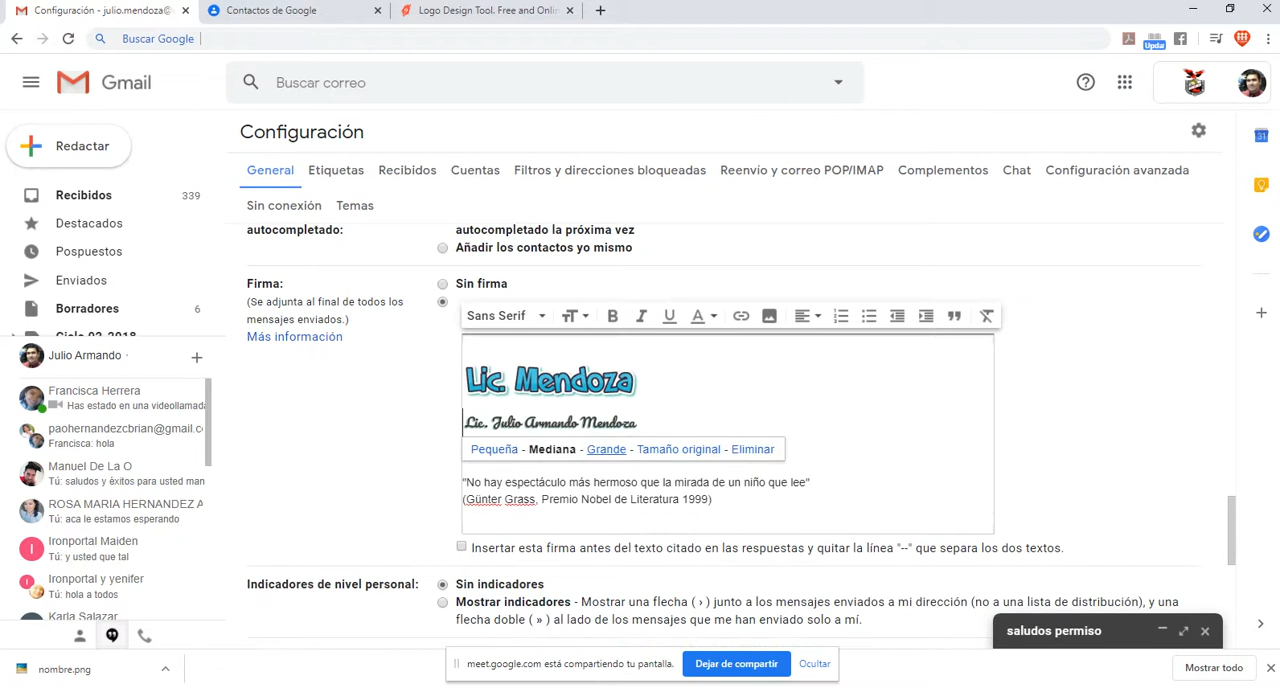 Configuración - julio.mendoza@
Contactos de Google
Logo Design Tool. Free and Onlin
Buscar Google
Upda
Gmail
Buscar correo
Redactar
Configuración
31
General
Etiquetas
Recibidos
Cuentas
Filtros y direcciones bloqueadas
Reenvío y correo POP/IMAP
Complementos
Chat
Configuración avanzada
Sin conexión
Temas
Recibidos 339
Destacados
Pospuestos
Enviados
Borradores 6
Ciclo 02-2018
Julio Armando
Francisca Herrera
Has estado en una videollamada
paohernandezcbrian@gmail.c
Francisca: hola
Manuel De La O
Tú: saludos y éxitos para usted man
ROSA MARIA HERNANDEZ A
Tú: aca le estamos esperando
I
Ironportal Maiden
Tú: y usted que tal
I
Ironportal y yenifer
Tú: hola a todos
Karla Salazar
autocompletado:
autocompletado la próxima vez
Añadir los contactos yo mismo
Firma:
(Se adjunta al final de todos los
mensajes enviados.)
Más información
Sin firma
Sans Serif
Lic. Mendoza
Lic. Julio Armando Mendoza
Pequeña - Mediana - Grande - Tamaño original - Eliminar
"No hay espectáculo más hermoso que la mirada de un niño que lee"
(Günter Grass, Premio Nobel de Literatura 1999)
Insertar esta firma antes del texto citado en las respuestas y quitar la línea "--" que separa los dos textos.
Indicadores de nivel personal:
Sin indicadores
Mostrar indicadores - Mostrar una flecha ( › ) junto a los mensajes enviados a mi dirección (no a una lista de distribución), y una
flecha doble ( » ) al lado de los mensajes que me han enviado solo a mí.
saludos permiso
nombre.png
meet.google.com está compartiendo tu pantalla.
Dejar de compartir
Ocultar
Mostrar todo